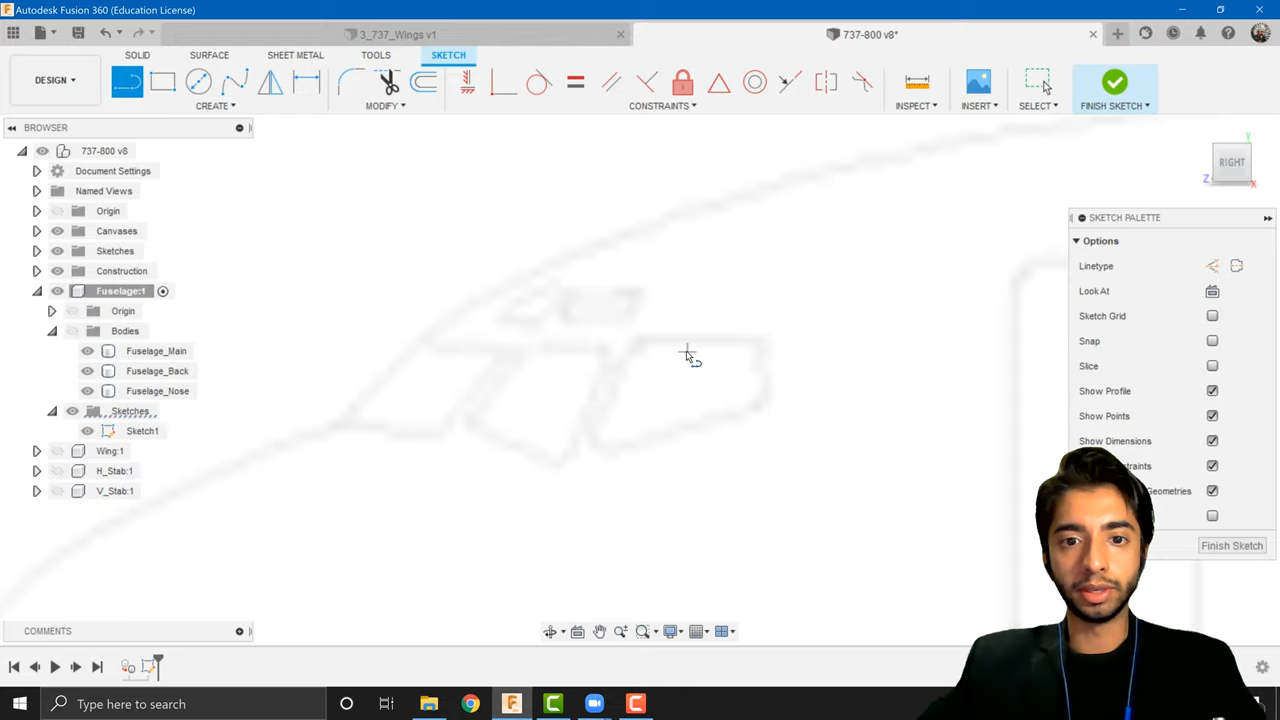 Autodesk Fusion 360 (Education License)
3_737_Wings v1
737-800 v8*
DESIGN
SOLID
SURFACE
SHEET METAL
TOOLS
SKETCH
CREATE
MODIFY
CONSTRAINTS
INSPECT
INSERT
SELECT
FINISH SKETCH
BROWSER
737-800 v8
Document Settings
Named Views
Origin
Canvases
Sketches
Construction
Fuselage:1
Origin
Bodies
Fuselage_Main
Fuselage_Back
Fuselage_Nose
Sketches
Sketch1
Wing:1
H_Stab:1
V_Stab:1
Y
RIGHT
Z
X
SKETCH PALETTE
Options
Linetype
Look At
Sketch Grid
Snap
Slice
Show Profile
Show Points
Show Dimensions
Geometries
Finish Sketch
COMMENTS
Type here to search